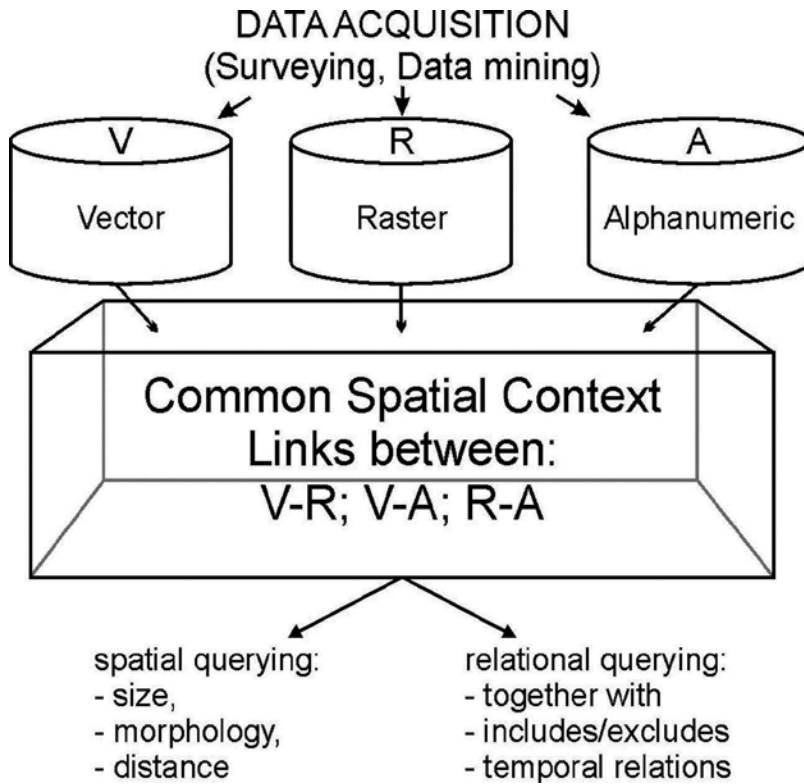 DATA ACQUISITION
(Surveying, Data mining)
V
R
A
Vector
Raster
Alphanumeric
Common Spatial Context
Links between:
V-R; V-A; R-A
spatial querying:
- size,
- morphology,
- distance
relational querying:
- together with
- includes/excludes
- temporal relations